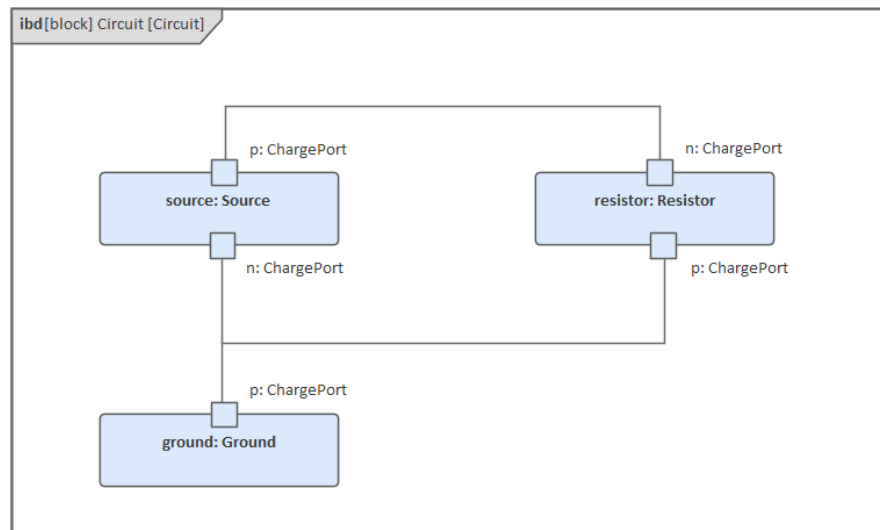 ibd[block] Circuit [Circuit]
p: ChargePort
n: ChargePort
source: Source
resistor: Resistor
n: ChargePort
p: ChargePort
p: ChargePort
ground: Ground